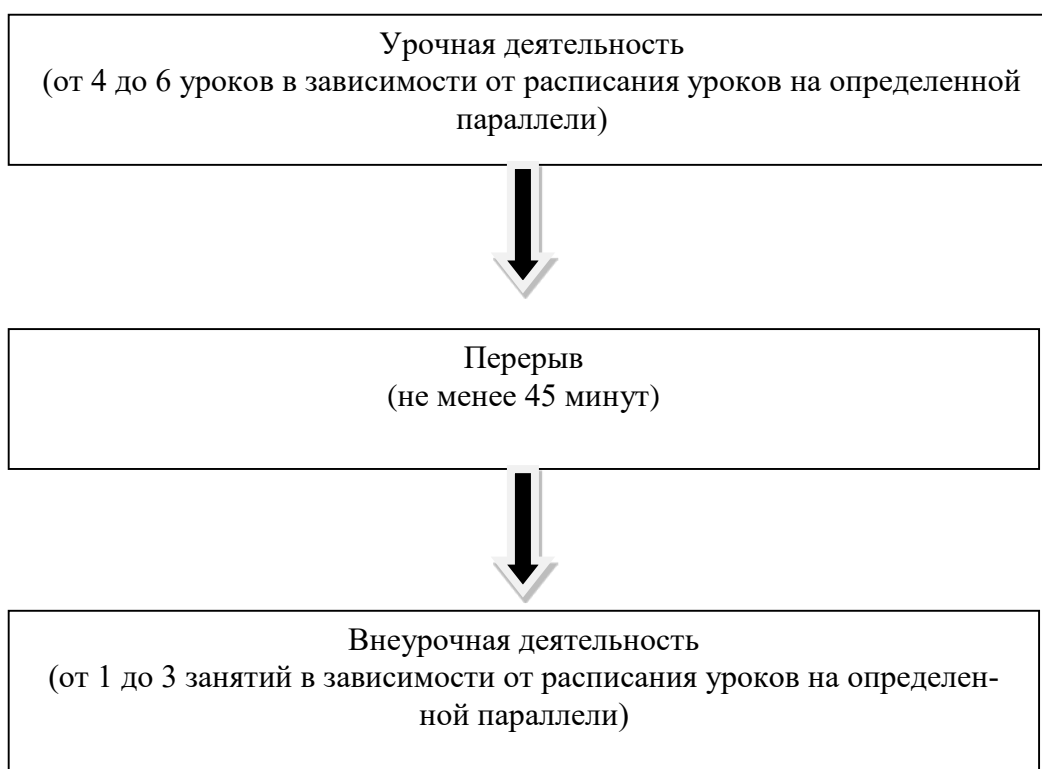 Урочная деятельность
(от 4 до 6 уроков в зависимости от расписания уроков на определенной
параллели)
Перерыв
(не менее 45 минут)
Внеурочная деятельность
(от 1 до 3 занятий в зависимости от расписания уроков на определен-
ной параллели)